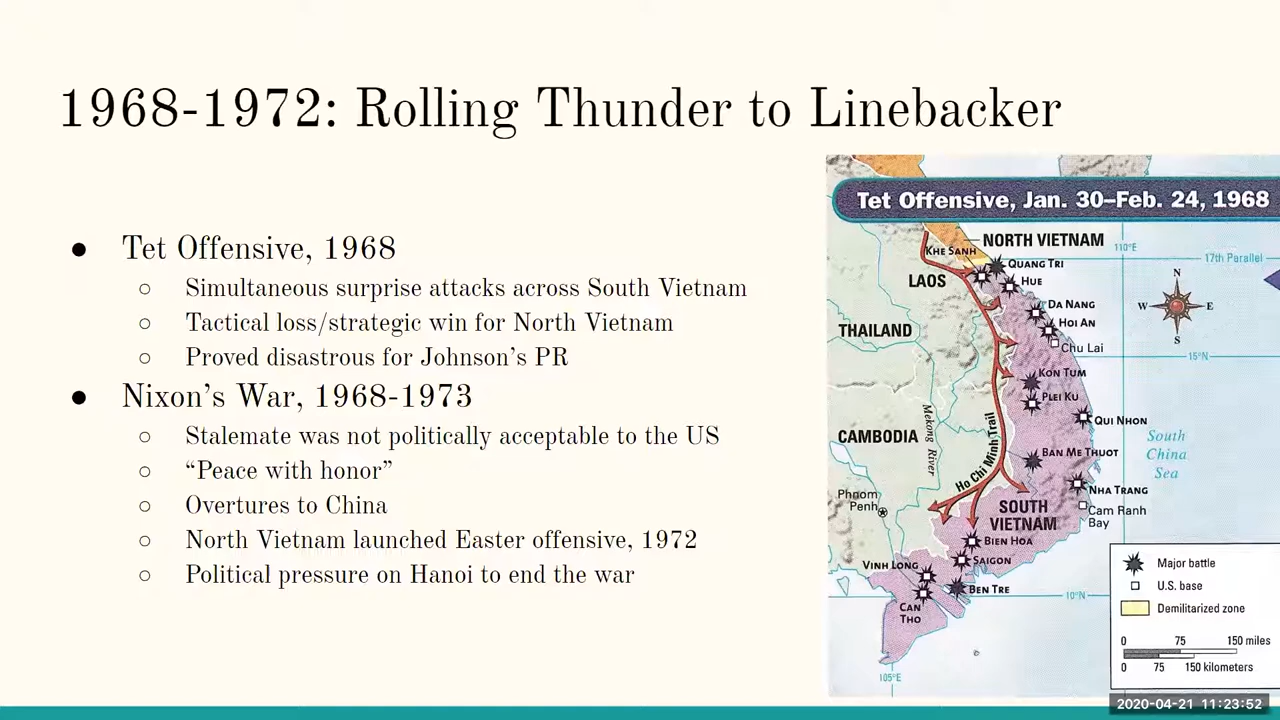 1968-1972: Rolling Thunder to Linebacker
● Tet Offensive, 1968
○ Simultaneous surprise attacks across South Vietnam
○ Tactical loss/strategic win for North Vietnam
○ Proved disastrous for Johnson's PR
● Nixon's War, 1968-1973
○ Stalemate was not politically acceptable to the US
○ “Peace with honor”
○ Overtures to China
○ North Vietnam launched Easter offensive, 1972
○ Political pressure on Hanoi to end the war
Tet Offensive, Jan. 30–Feb. 24, 1968
NORTH VIETNAM
110°E
KHE SANH
17th Parallel
QUANG TRI
LAOS
HUE
N
W
E
S
DA NANG
HOI AN
THAILAND
Chu Lai
15°N
KON TUM
PLEI KU
Mekong River
QUI NHON
CAMBODIA
Ho Chi Minh Trail
South
China
Sea
BAN ME THUOT
NHA TRANG
Phnom
Penh
Cam Ranh
Bay
SOUTH
VIETNAM
BIEN HOA
SAIGON
VINH LONG
BEN TRE
10°N
CAN
THO
105°E
Major battle
U.S. base
Demilitarized zone
0 75 150 miles
0 75 150 kilometers
2020-04-21 11:23:52